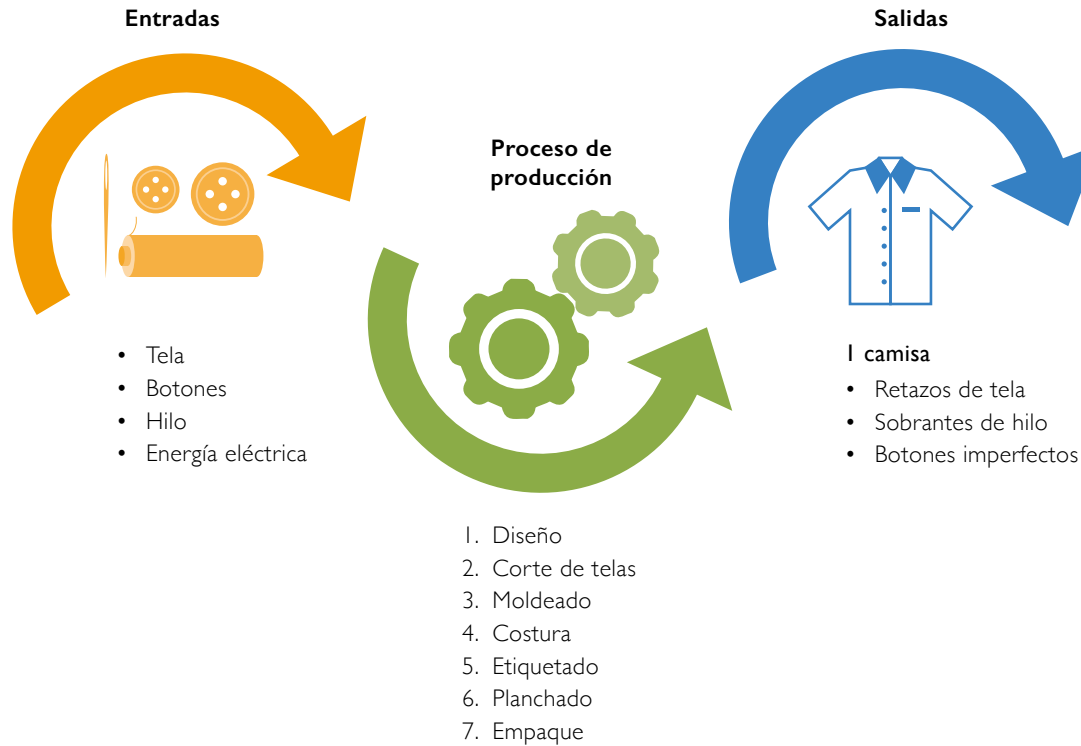 Entradas
• Tela
• Botones
• Hilo
• Energía eléctrica
Proceso de
producción
1. Diseño
2. Corte de telas
3. Moldeado
4. Costura
5. Etiquetado
6. Planchado
7. Empaque
Salidas
1 camisa
• Retazos de tela
• Sobrantes de hilo
• Botones imperfectos